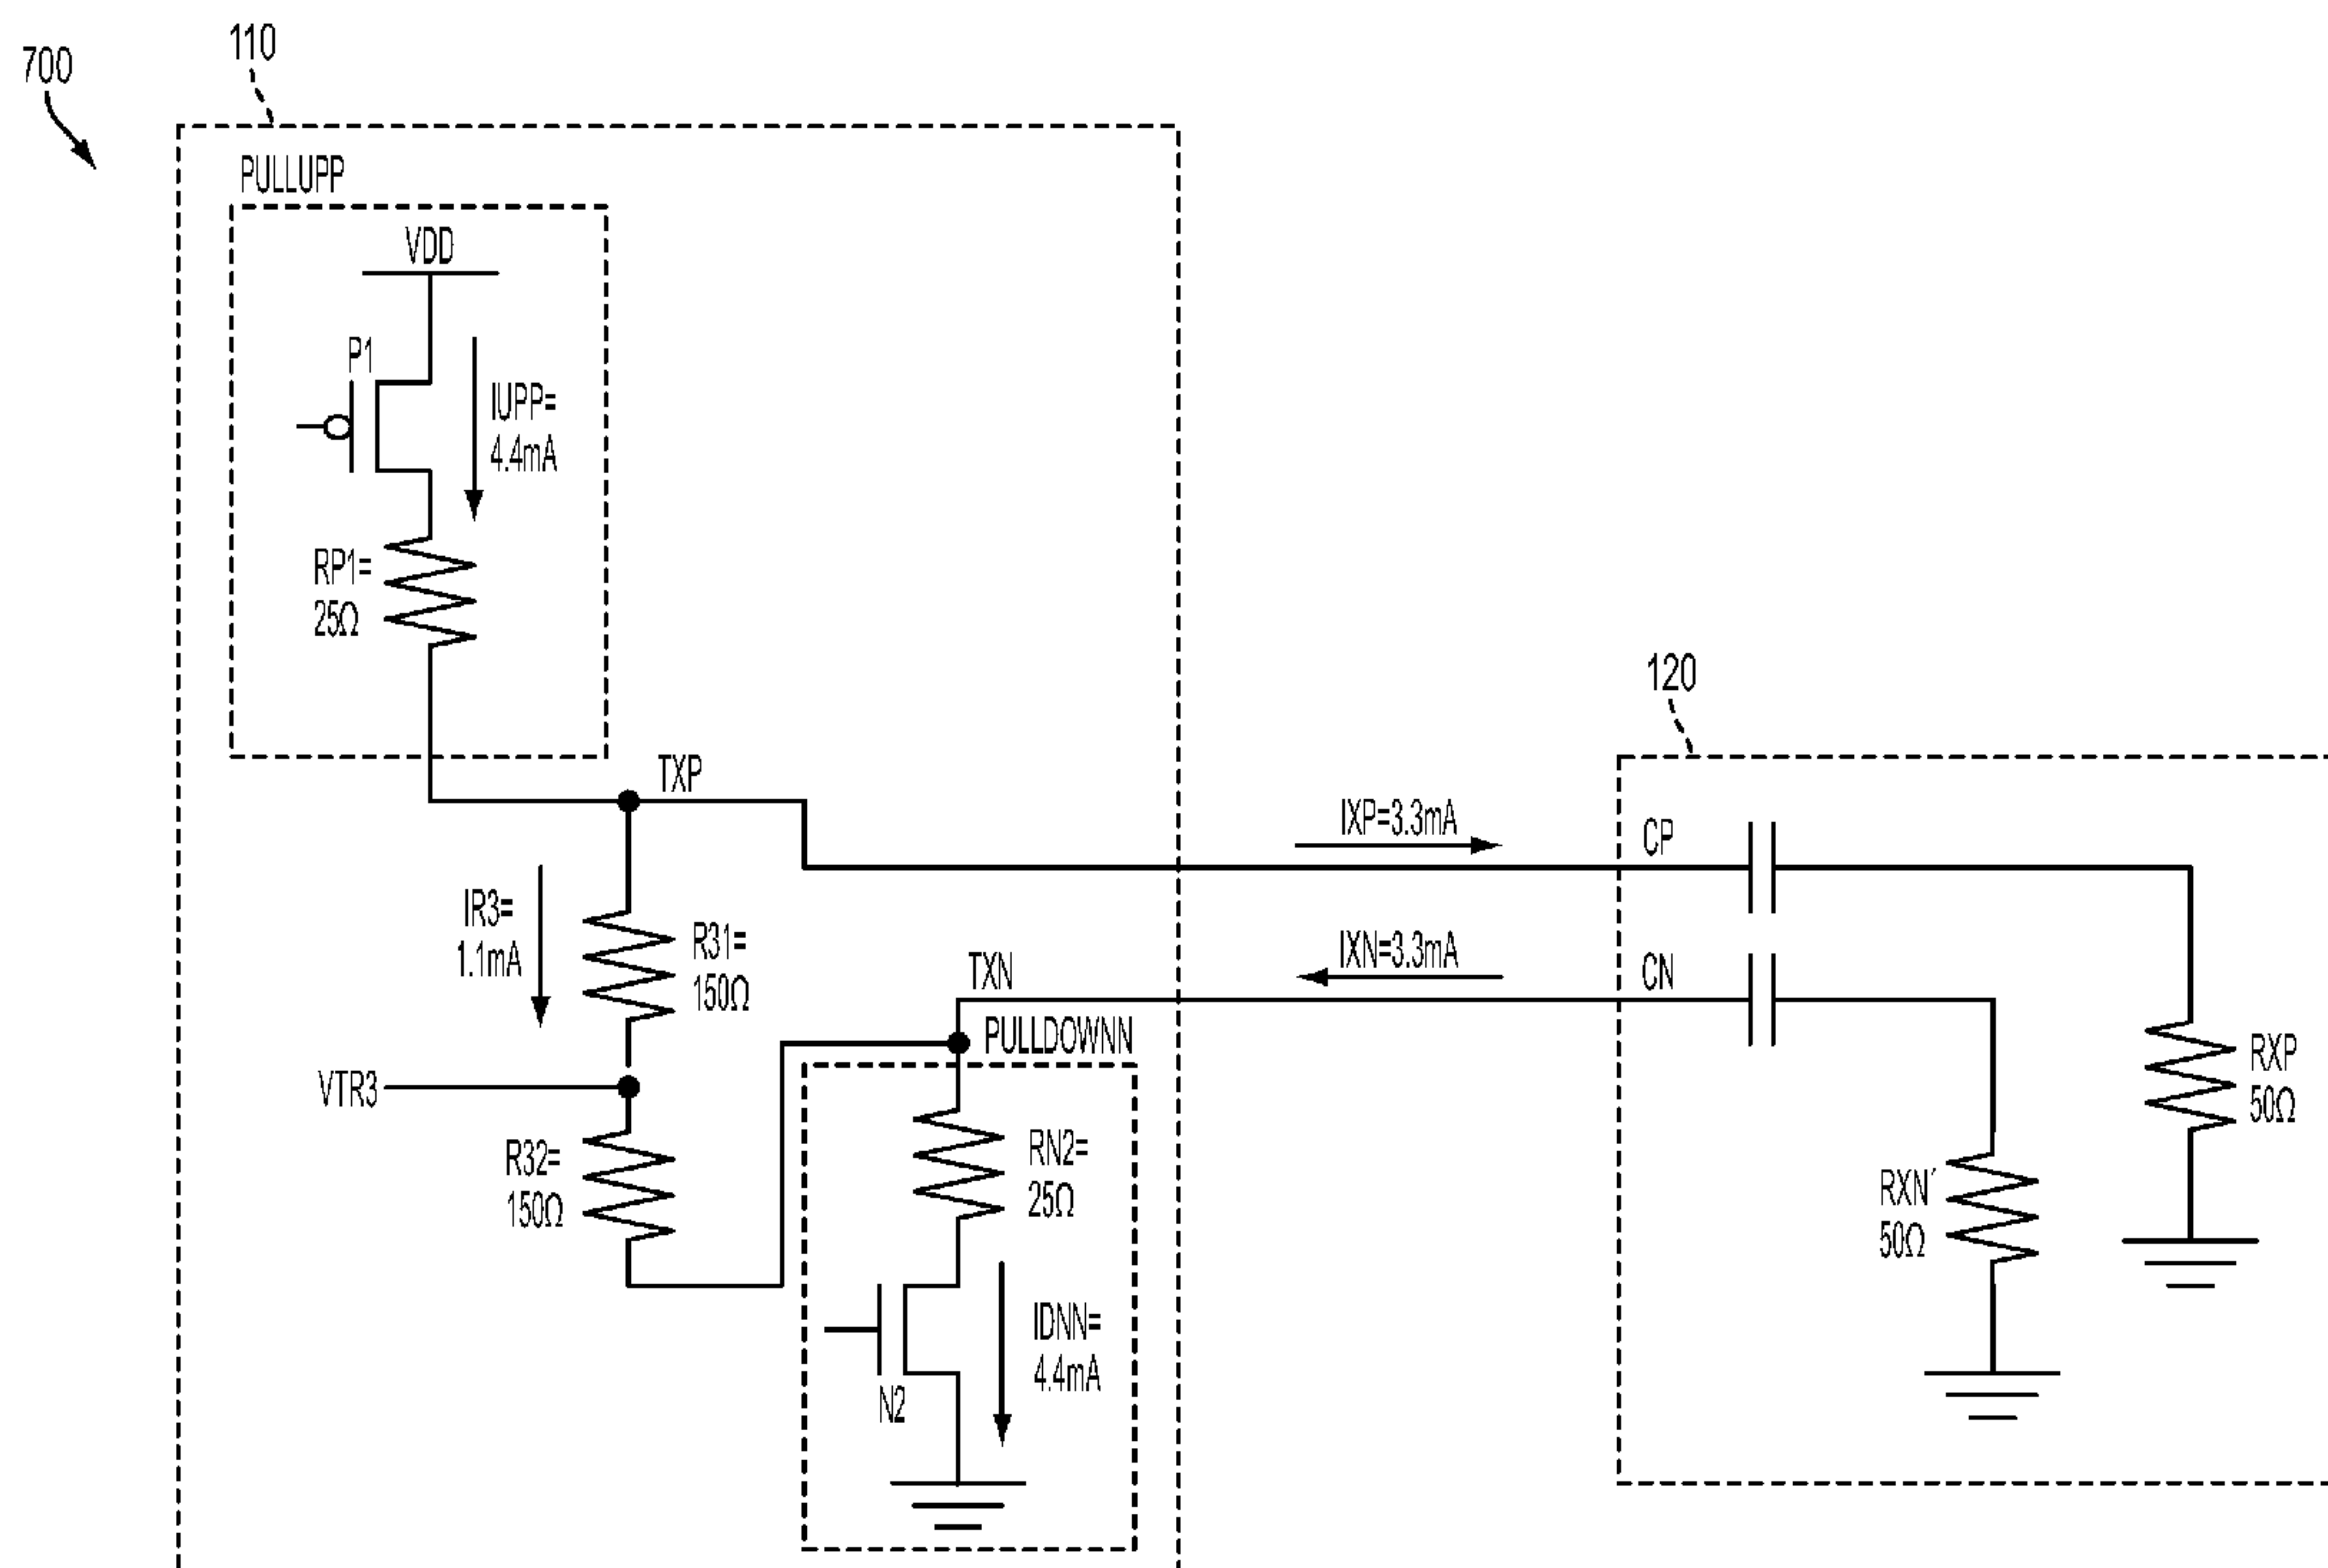 700
110
PULLUPP
VDD
P1
IUPP=
4.4mA
RP1=
25Ω
TXP
IR3=
1.1mA
R31=
150Ω
VTR3
R32=
150Ω
TXN
PULLDOWNN
RN2=
25Ω
IDNN=
4.4mA
N2
IXP=3.3mA
IXN=3.3mA
120
CP
CN
RXP
50Ω
RXN'
50Ω